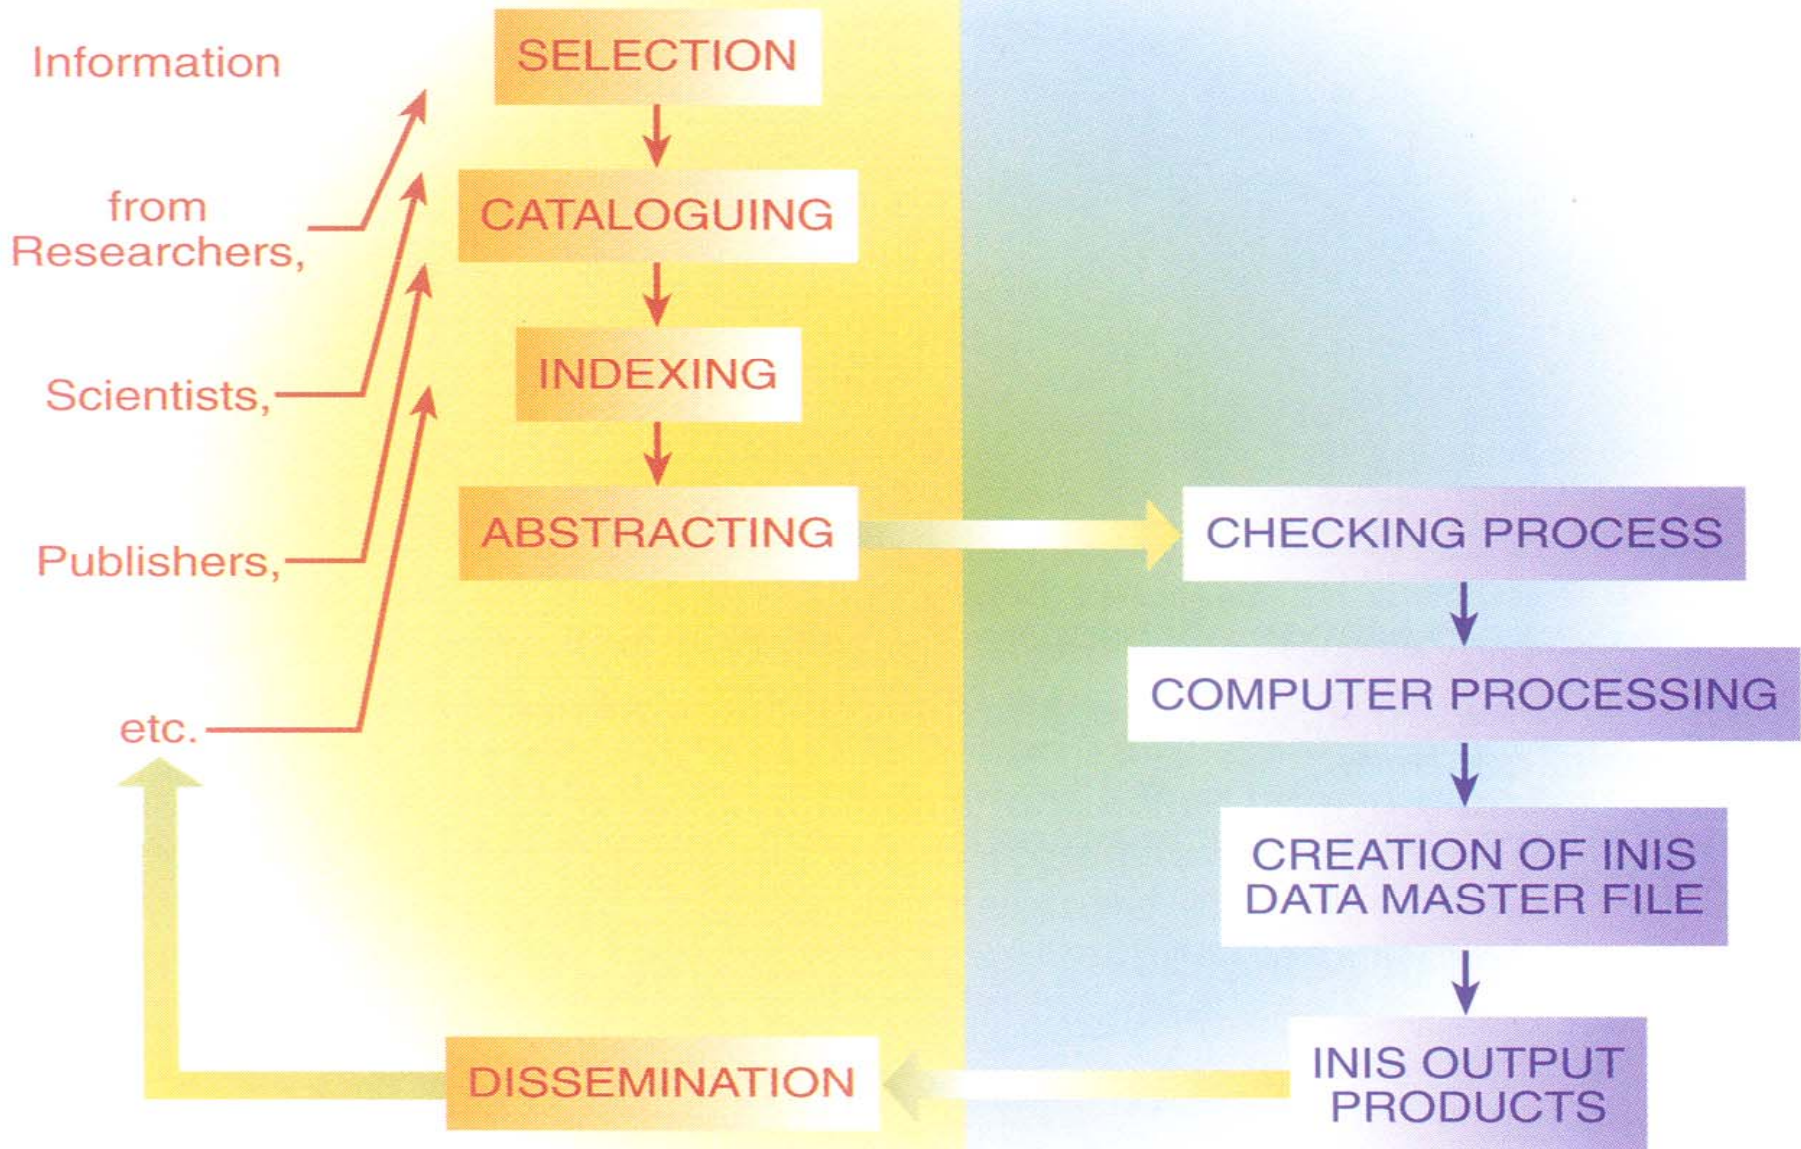 Information
from
Researchers,
Scientists,
Publishers,
etc.
SELECTION
CATALOGUING
INDEXING
ABSTRACTING
CHECKING PROCESS
COMPUTER PROCESSING
CREATION OF INIS
DATA MASTER FILE
INIS OUTPUT
PRODUCTS
DISSEMINATION